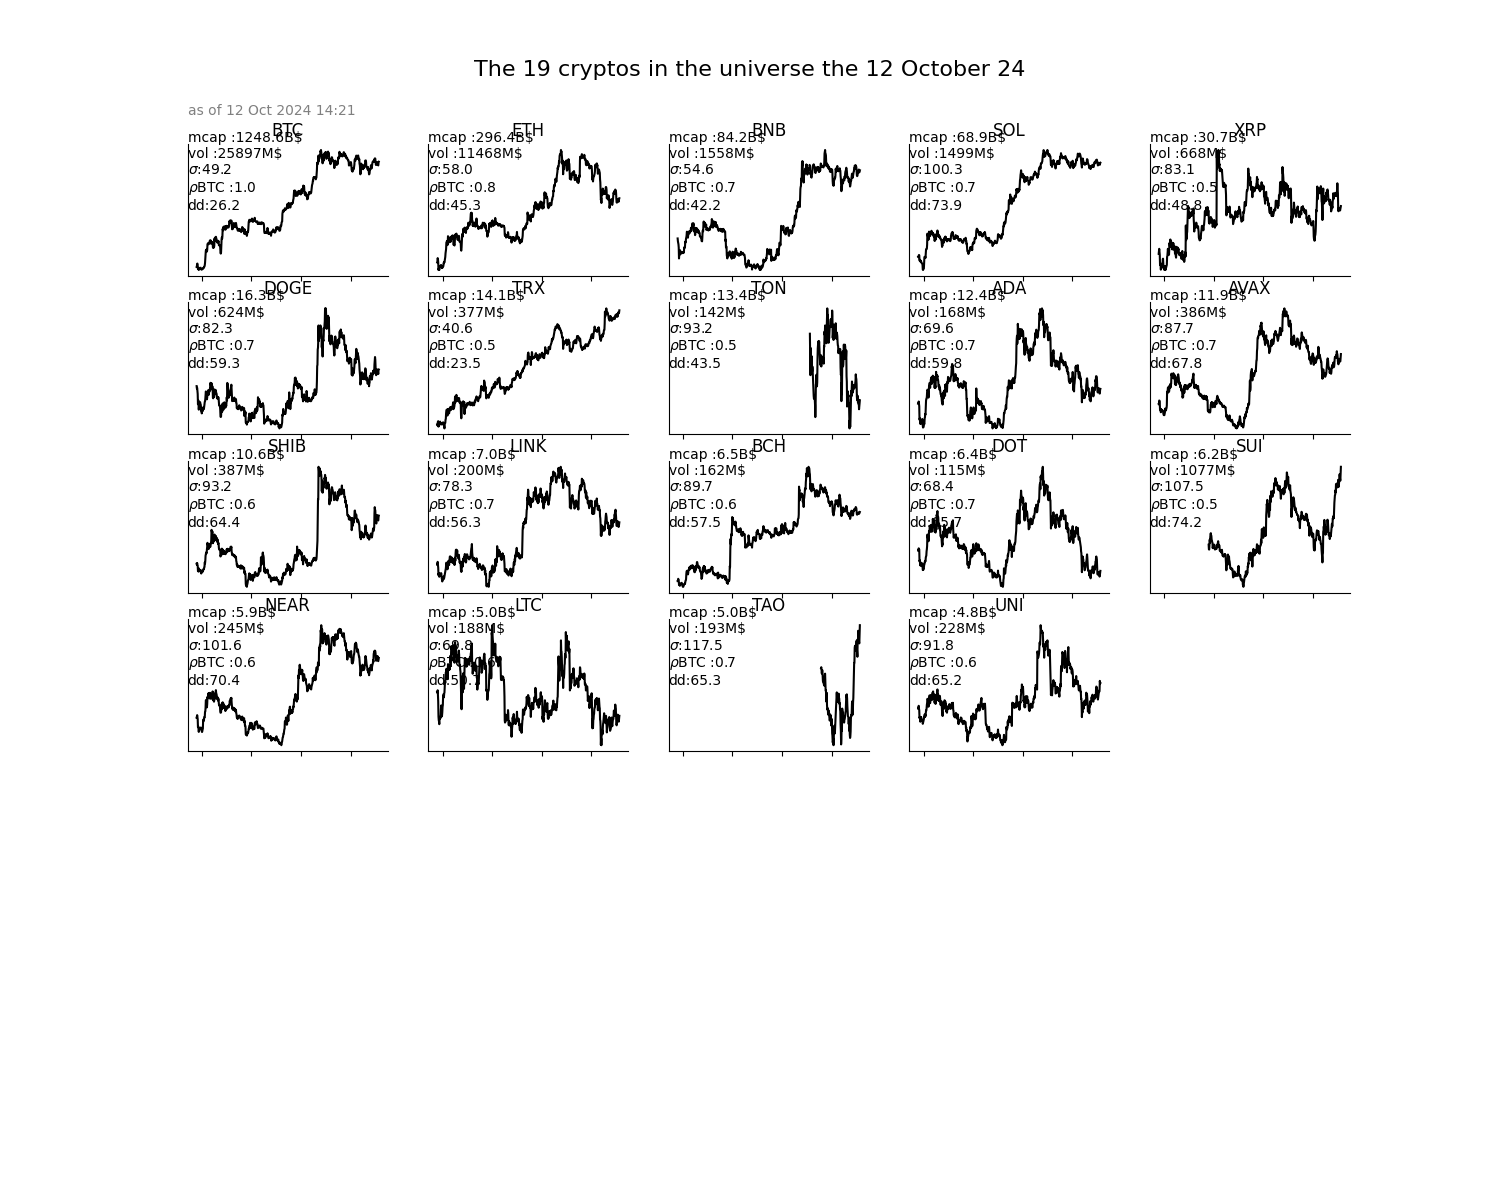 The 19 cryptos in the universe the 12 October 24
as of 12 Oct 2024 14:21
BTC
mcap :1248.6B$
vol :25897M$
σ:49.2
ρBTC :1.0
dd:26.2
ETH
mcap :296.4B$
vol :11468M$
σ:58.0
ρBTC :0.8
dd:45.3
BNB
mcap :84.2B$
vol :1558M$
σ:54.6
ρBTC :0.7
dd:42.2
SOL
mcap :68.9B$
vol :1499M$
σ:100.3
ρBTC :0.7
dd:73.9
XRP
mcap :30.7B$
vol :668M$
σ:83.1
ρBTC :0.5
dd:48.8
DOGE
mcap :16.3B$
vol :624M$
σ:82.3
ρBTC :0.7
dd:59.3
TRX
mcap :14.1B$
vol :377M$
σ:40.6
ρBTC :0.5
dd:23.5
TON
mcap :13.4B$
vol :142M$
σ:93.2
ρBTC :0.5
dd:43.5
ADA
mcap :12.4B$
vol :168M$
σ:69.6
ρBTC :0.7
dd:59.8
AVAX
mcap :11.9B$
vol :386M$
σ:87.7
ρBTC :0.7
dd:67.8
SHIB
mcap :10.6B$
vol :387M$
σ:93.2
ρBTC :0.6
dd:64.4
LINK
mcap :7.0B$
vol :200M$
σ:78.3
ρBTC :0.7
dd:56.3
BCH
mcap :6.5B$
vol :162M$
σ:89.7
ρBTC :0.6
dd:57.5
DOT
mcap :6.4B$
vol :115M$
σ:68.4
ρBTC :0.7
SUI
mcap :6.2B$
vol :1077M$
σ:107.5
ρBTC :0.5
dd:74.2
NEAR
mcap :5.9B$
vol :245M$
σ:101.6
ρBTC :0.6
dd:70.4
LTC
mcap :5.0B$
vol :188M$
TAO
mcap :5.0B$
vol :193M$
σ:117.5
ρBTC :0.7
dd:65.3
UNI
mcap :4.8B$
vol :228M$
σ:91.8
ρBTC :0.6
dd:65.2